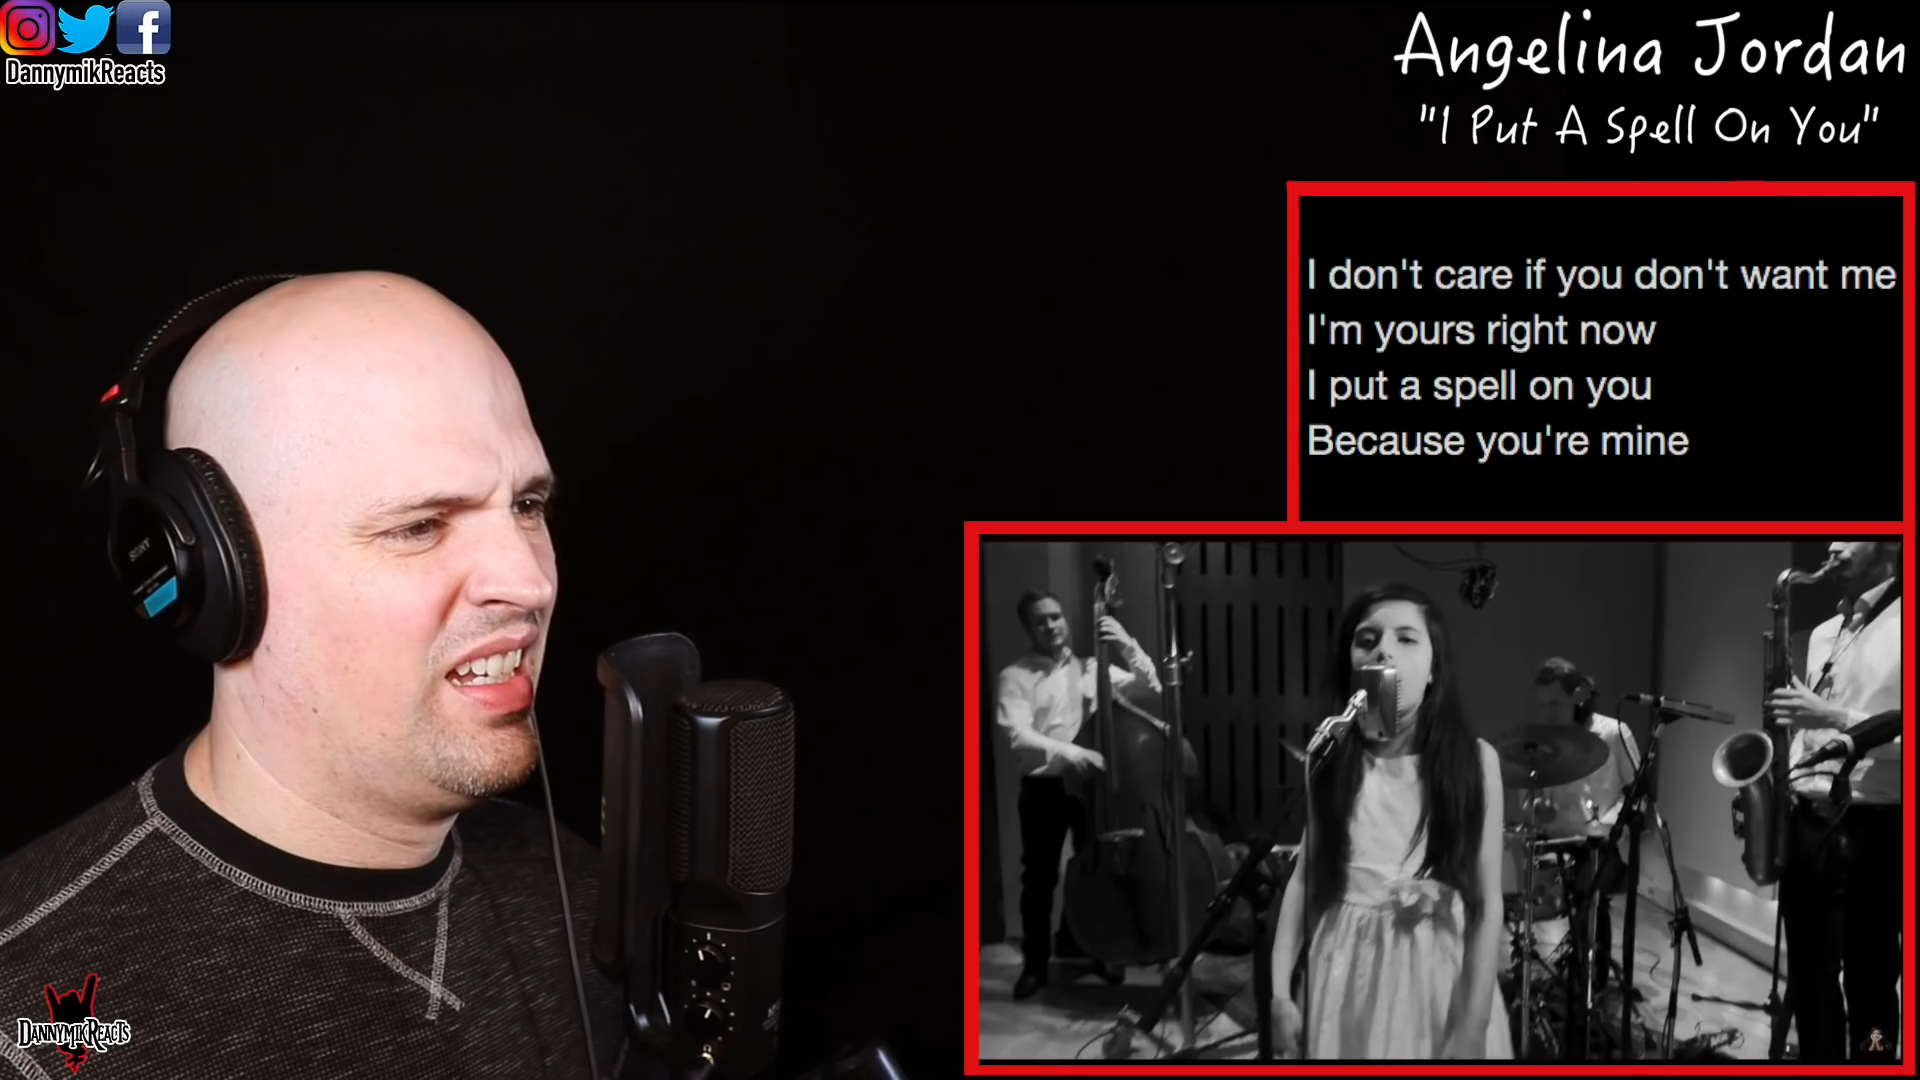 DannymikReacts
Angelina Jordan
"I Put A Spell On You"
I don't care if you don't want me
I'm yours right now
I put a spell on you
Because you're mine
SONY
DANNYMIKREACTS